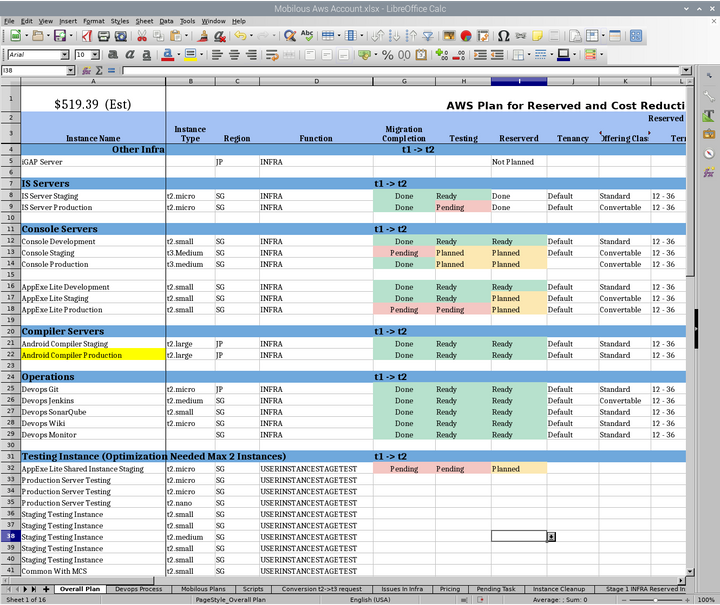 Mobilous Aws Account.xlsx - LibreOffice Calc
File Edit View Insert Format Styles Sheet Data Tools Window Help
Arial 10
I38
A B C D G H I J K L
1 $519.39 (Est) AWS Plan for Reserved and Cost Reducti
2 Reserved
3 Instance Name Instance Type Region Function Migration Completion Testing Reserverd Tenancy Offering Clas Ter
4 Other Infra t1 -> t2
5 iGAP Server JP INFRA Not Planned
6
7 IS Servers t1 -> t2
8 IS Server Staging t2.micro SG INFRA Done Ready Done Default Standard 12 - 36
9 IS Server Production t2.micro SG INFRA Done Pending Done Default Convertable 12 - 36
10
11 Console Servers t1 -> t2
12 Console Development t2.small SG INFRA Done Ready Ready Default Standard 12 - 36
13 Console Staging t3.Medium SG INFRA Pending Planned Planned Default Convertable 12 - 36
14 Console Production t3.medium SG INFRA Done Planned Planned Convertable 12 - 36
15
16 AppExe Lite Development t2.small SG INFRA Done Ready Ready Default Standard 12 - 36
17 AppExe Lite Staging t2.small SG INFRA Done Ready Planned Default Convertable 12 - 36
18 AppExe Lite Production t2.small SG INFRA Pending Pending Planned Default Convertable 12 - 36
19
20 Compiler Servers t1 -> t2
21 Android Compiler Staging t2.large JP INFRA Done Ready Ready Default Standard 12 - 36
22 Android Compiler Production t2.large JP INFRA Done Ready Ready Default Standard 12 - 36
23
24 Operations t1 -> t2
25 Devops Git t2.micro JP INFRA Done Ready Ready Default Standard 12 - 36
26 Devops Jenkins t2.medium SG INFRA Done Ready Ready Default Convertable 12 - 36
27 Devops SonarQube t2.small SG INFRA Done Ready Ready Default Standard 12 - 36
28 Devops Wiki t2.micro SG INFRA Done Ready Ready Default Standard 12 - 36
29 Devops Monitor SG INFRA Done Ready Ready Default Standard 12 - 36
30
31 Testing Instance (Optimization Needed Max 2 Instances) t1 -> t2
32 AppExe Lite Shared Instance Staging t2.micro SG USERINSTANCESTAGETEST Pending Pending Planned
33 Production Server Testing t2.micro SG USERINSTANCESTAGETEST
34 Production Server Testing t2.micro SG USERINSTANCESTAGETEST
35 Production Server Testing t2.nano SG USERINSTANCESTAGETEST
36 Staging Testing Instance t2.small SG USERINSTANCESTAGETEST
37 Staging Testing Instance t2.small SG USERINSTANCESTAGETEST
38 Staging Testing Instance t2.medium SG USERINSTANCESTAGETEST
39 Staging Testing Instance t2.small SG USERINSTANCESTAGETEST
40 Staging Testing Instance t2.small SG USERINSTANCESTAGETEST
41 Common With MCS t2.small SG USERINSTANCESTAGETEST
Overall Plan Devops Process Mobilous Plans Scripts Conversion t2->t3 request Issues In Infra Pricing Pending Task Instance Cleanup Stage 1 INFRA Reserved In
Sheet 1 of 16 PageStyle_Overall Plan English (USA) Average: ; Sum: 0 100%